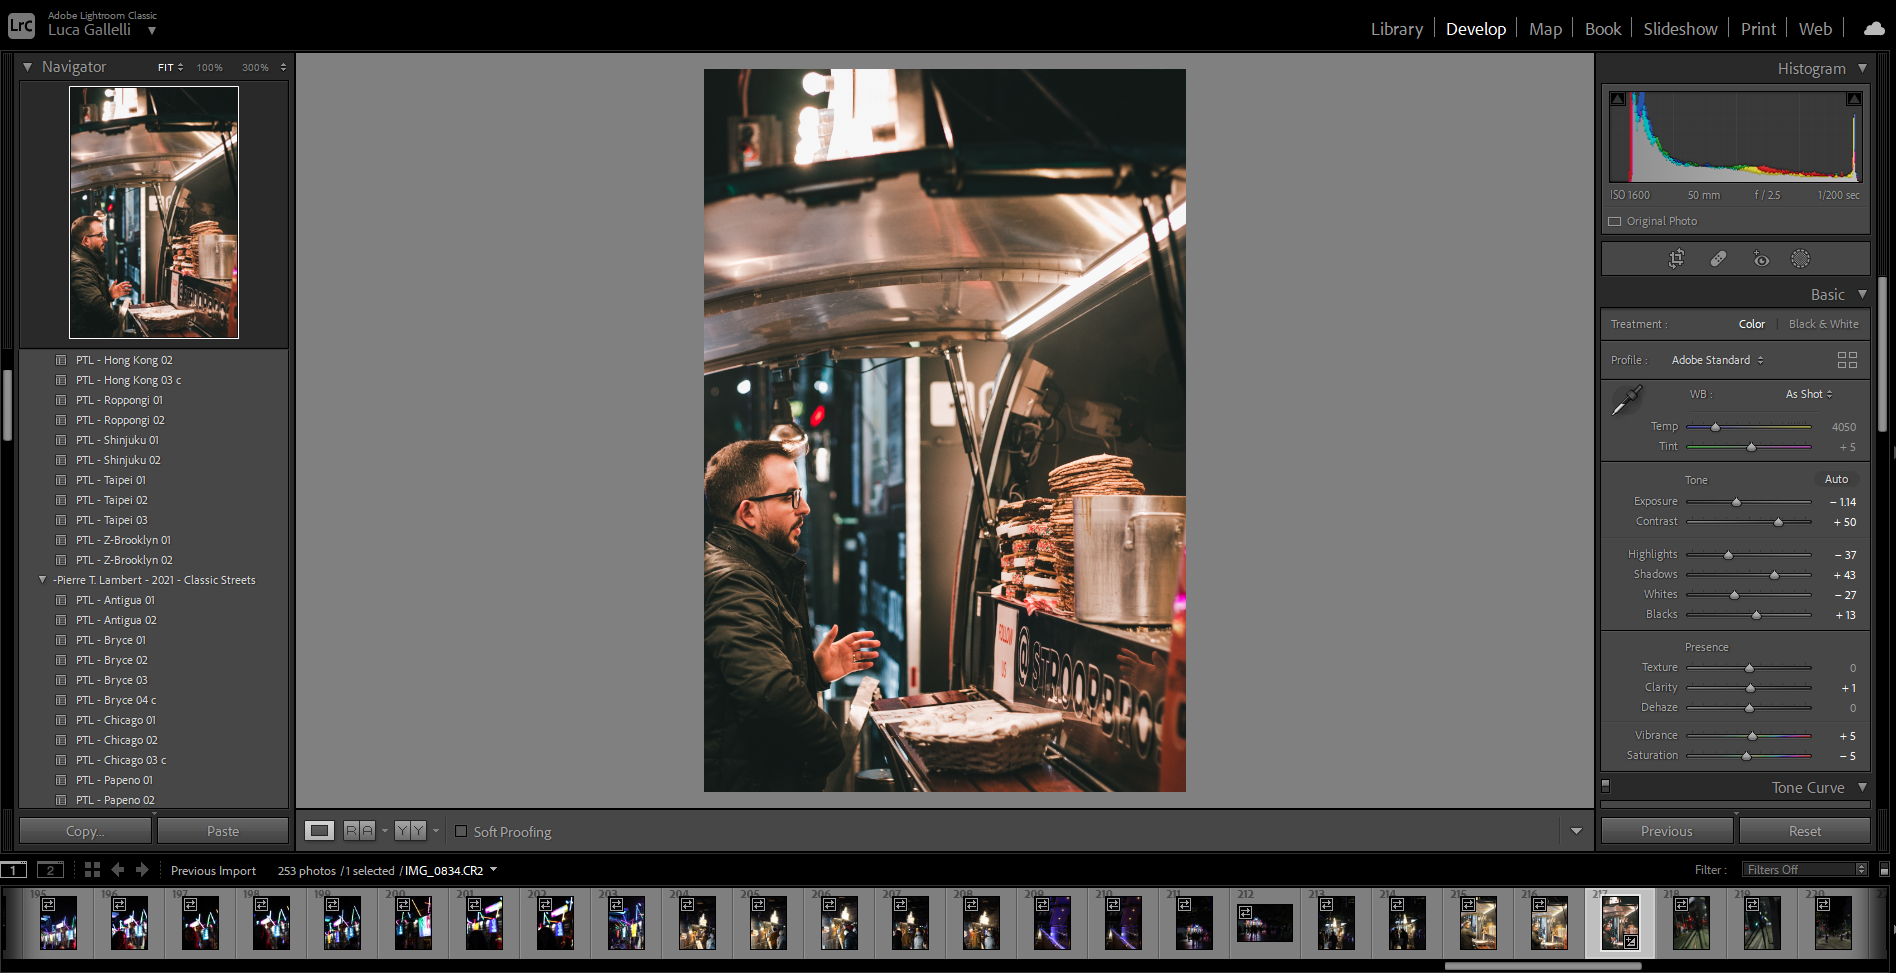 LrC
Adobe Lightroom Classic
Luca Gallelli
Library
Develop
Map
Book
Slideshow
Print
Web
Navigator
FIT
100%
300%
PTL - Hong Kong 02
PTL - Hong Kong 03 c
PTL - Roppongi 01
PTL - Roppongi 02
PTL - Shinjuku 01
PTL - Shinjuku 02
PTL - Taipei 01
PTL - Taipei 02
PTL - Taipei 03
PTL - Z-Brooklyn 01
PTL - Z-Brooklyn 02
-Pierre T. Lambert - 2021 - Classic Streets
PTL - Antigua 01
PTL - Antigua 02
PTL - Bryce 01
PTL - Bryce 02
PTL - Bryce 03
PTL - Bryce 04 c
PTL - Chicago 01
PTL - Chicago 02
PTL - Chicago 03 c
PTL - Papeno 01
PTL - Papeno 02
Copy...
Paste
FOLLOW
US
@STROOPBRO
R A
Y Y
Soft Proofing
Histogram
ISO 1600
50 mm
f / 2.5
1/200 sec
Original Photo
Basic
Treatment :
Color
Black & White
Profile :
Adobe Standard
WB :
As Shot
Temp
4050
Tint
+ 5
Tone
Auto
Exposure
- 1.14
Contrast
+ 50
Highlights
- 37
Shadows
+ 43
Whites
- 27
Blacks
+ 13
Presence
Texture
0
Clarity
+ 1
Dehaze
0
Vibrance
+ 5
Saturation
- 5
Tone Curve
Previous
Reset
1
2
Previous Import
253 photos / 1 selected / IMG_0834.CR2
Filter :
Filters Off
195
196
197
198
199
200
201
202
203
204
205
206
207
208
209
210
211
212
213
214
215
216
217
218
219
220